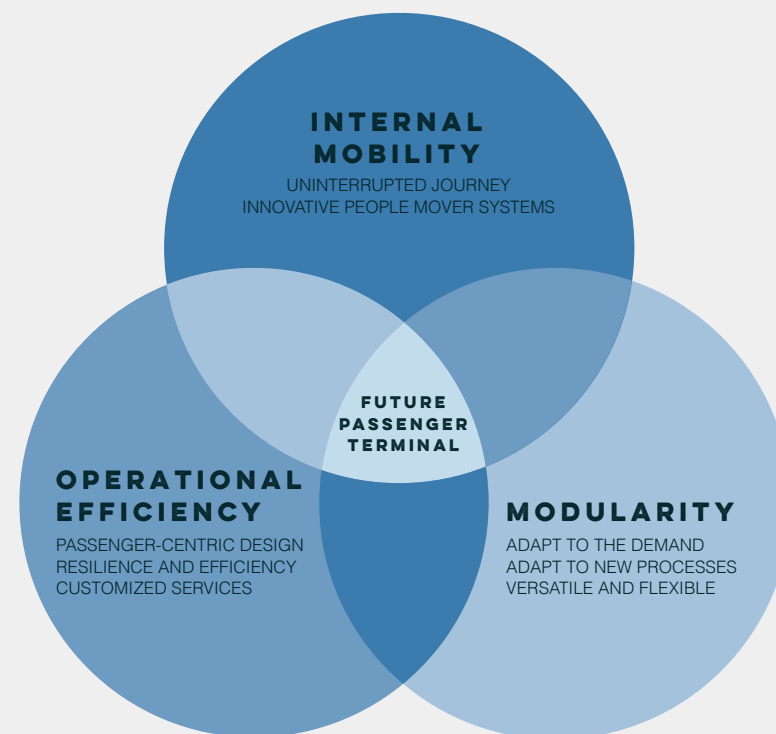 INTERNAL
MOBILITY
UNINTERRUPTED JOURNEY
INNOVATIVE PEOPLE MOVER SYSTEMS
FUTURE
PASSENGER
TERMINAL
OPERATIONAL
EFFICIENCY
PASSENGER-CENTRIC DESIGN
RESILIENCE AND EFFICIENCY
CUSTOMIZED SERVICES
MODULARITY
ADAPT TO THE DEMAND
ADAPT TO NEW PROCESSES
VERSATILE AND FLEXIBLE